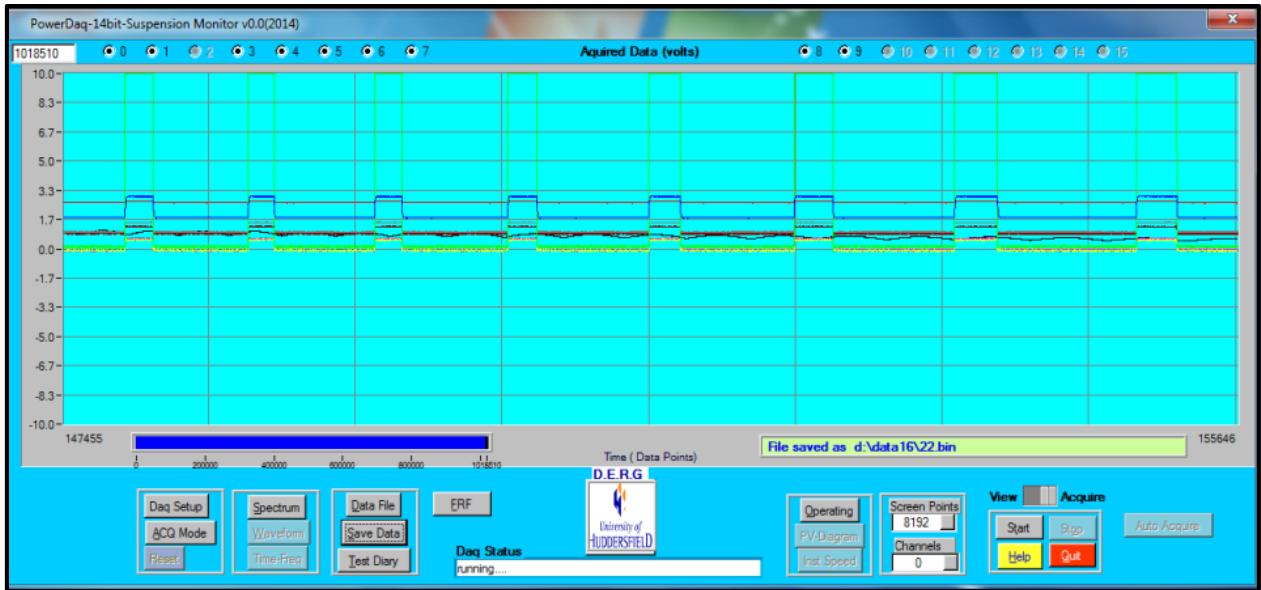 PowerDaq-14bit-Suspension Monitor v0.0(2014)
x
1018510 0 1 2 3 4 5 6 7 Aquired Data (volts) 8 9 10 11 12 13 14 15
10.0
8.3
6.7
5.0
3.3
1.7
0.0
-1.7
-3.3
-5.0
-6.7
-8.3
-10.0
147455 155646
File saved as d:\data16\22.bin
0 200000 400000 600000 800000 1018510
Time ( Data Points)
D.E.R.G
University of
HUDDERSFIELD
Daq Setup
ACQ Mode
Reset
Spectrum
Waveform
Time-Freq
Data File
Save Data
Test Diary
Daq Status
running....
Operating
PV-Diagram
Inst Speed
Screen Points
8192
Channels
0
View Acquire
Start Stop
Help Quit
Auto Acquire